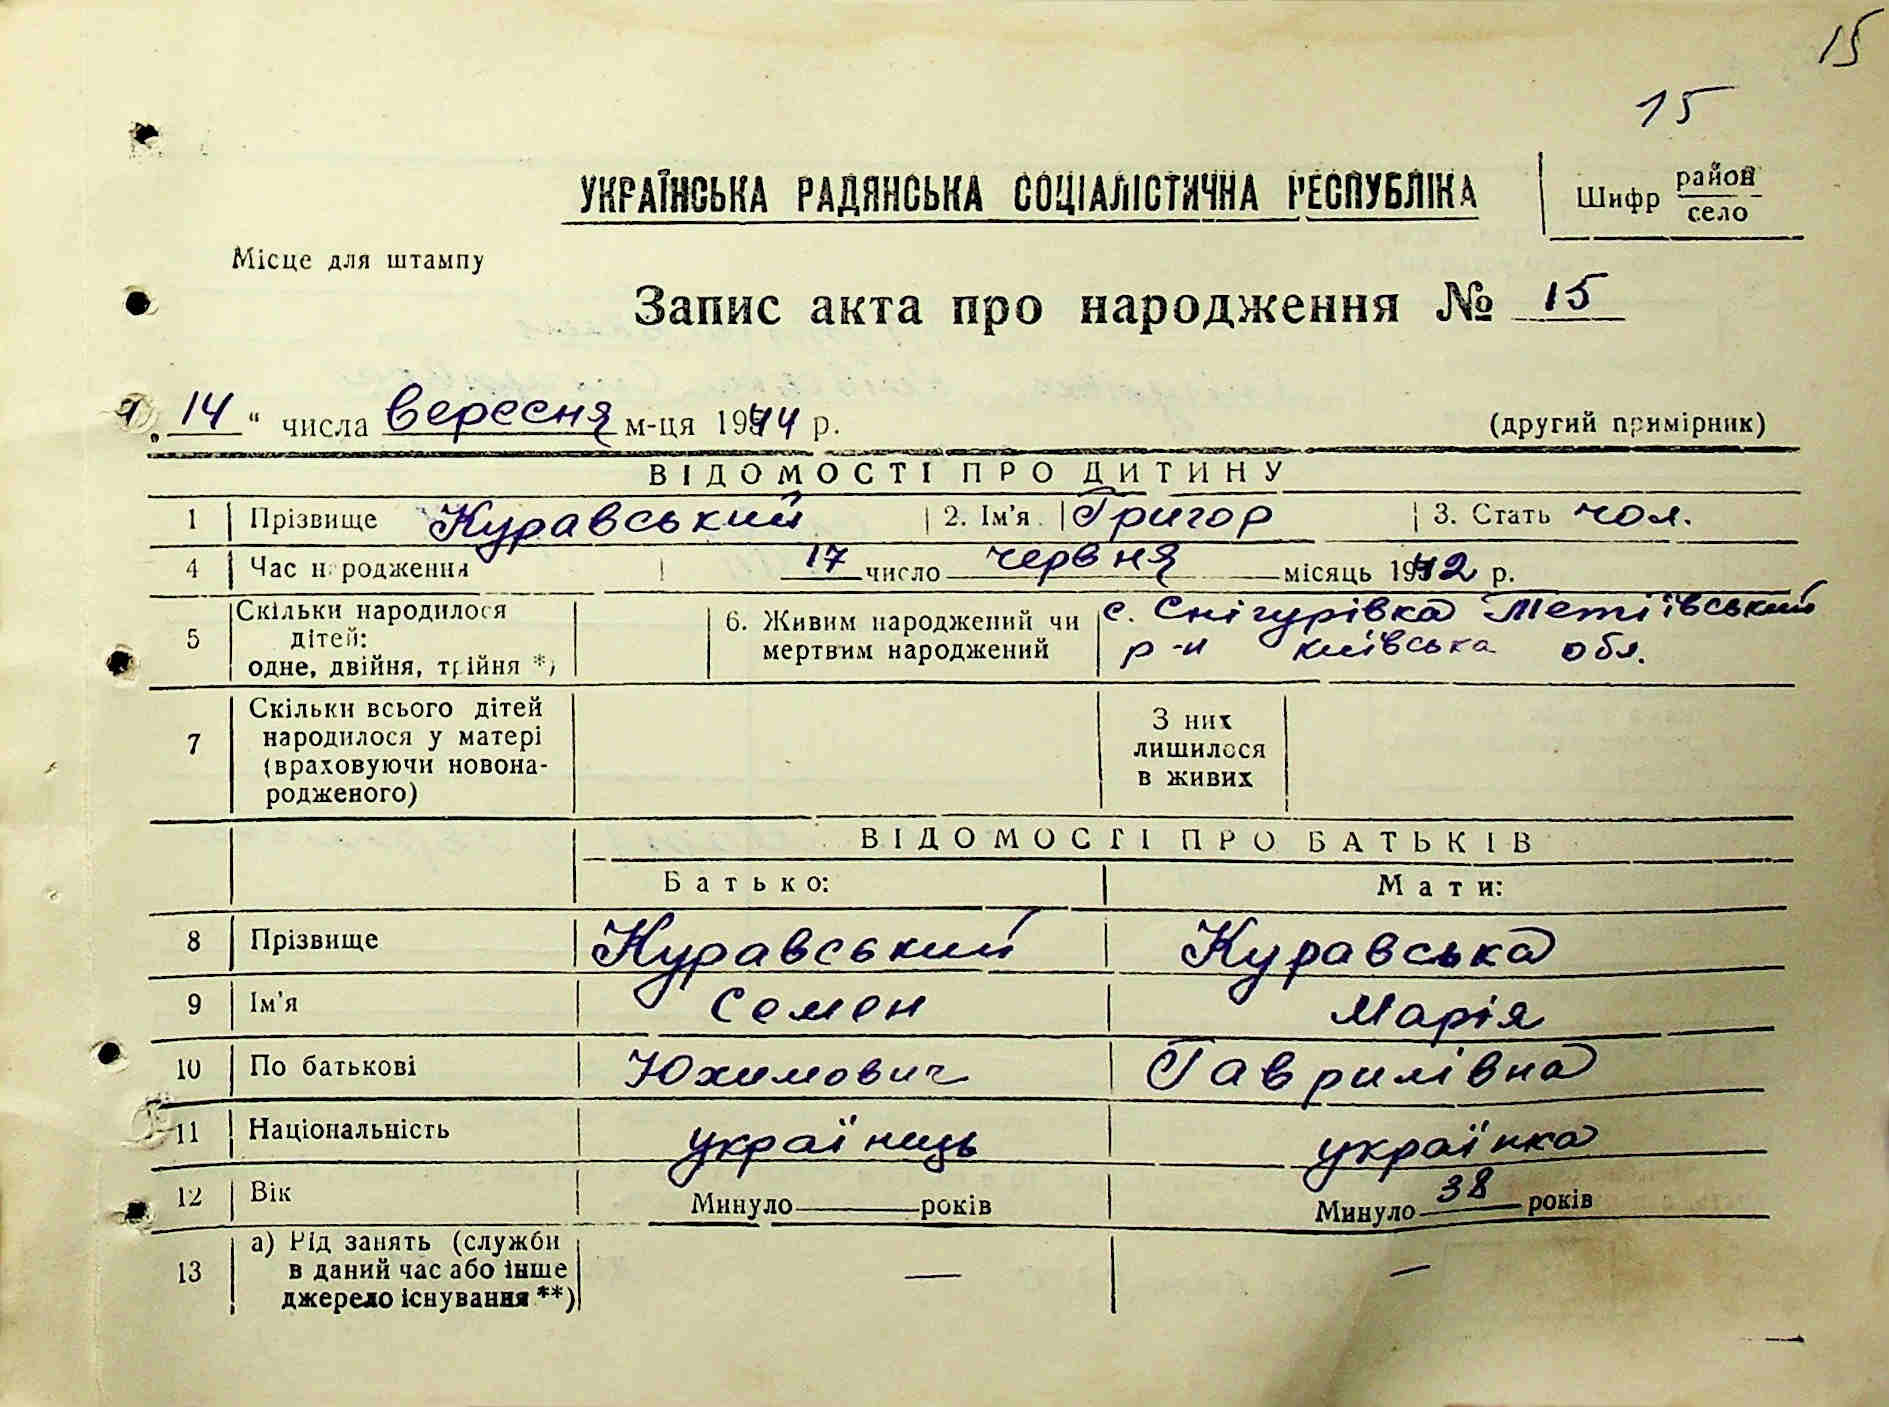 15
15
УКРАЇНСЬКА РАДЯНСЬКА СОЦІАЛІСТИЧНА РЕСПУБЛІКА
Шифр район
село
Місце для штампу
Запис акта про народження № 15
„ 14 “ числа вересня м-ця 1944 р.
(другий примірник)
ВІДОМОСТІ ПРО ДИТИНУ
1 Прізвище Куравський 2. Ім'я Григор 3. Стать чол.
4 Час народження 17 число червня місяць 1942 р.
5 Скільки народилося дітей: одне, двійня, трійня *)
6. Живим народжений чи мертвим народжений
с. Снігурівка Тетіївський
р-н київська обл.
7 Скільки всього дітей народилося у матері (враховуючи новонародженого)
З них лишилося в живих
ВІДОМОСТІ ПРО БАТЬКІВ
Батько: Мати:
8 Прізвище Куравський Куравська
9 Ім'я Семен Марія
10 По батькові Юхимович Гаврилівна
11 Національність українець українка
12 Вік Минуло — років Минуло 38 років
13 а) Рід занять (служби в даний час або інше джерело існування **) — —